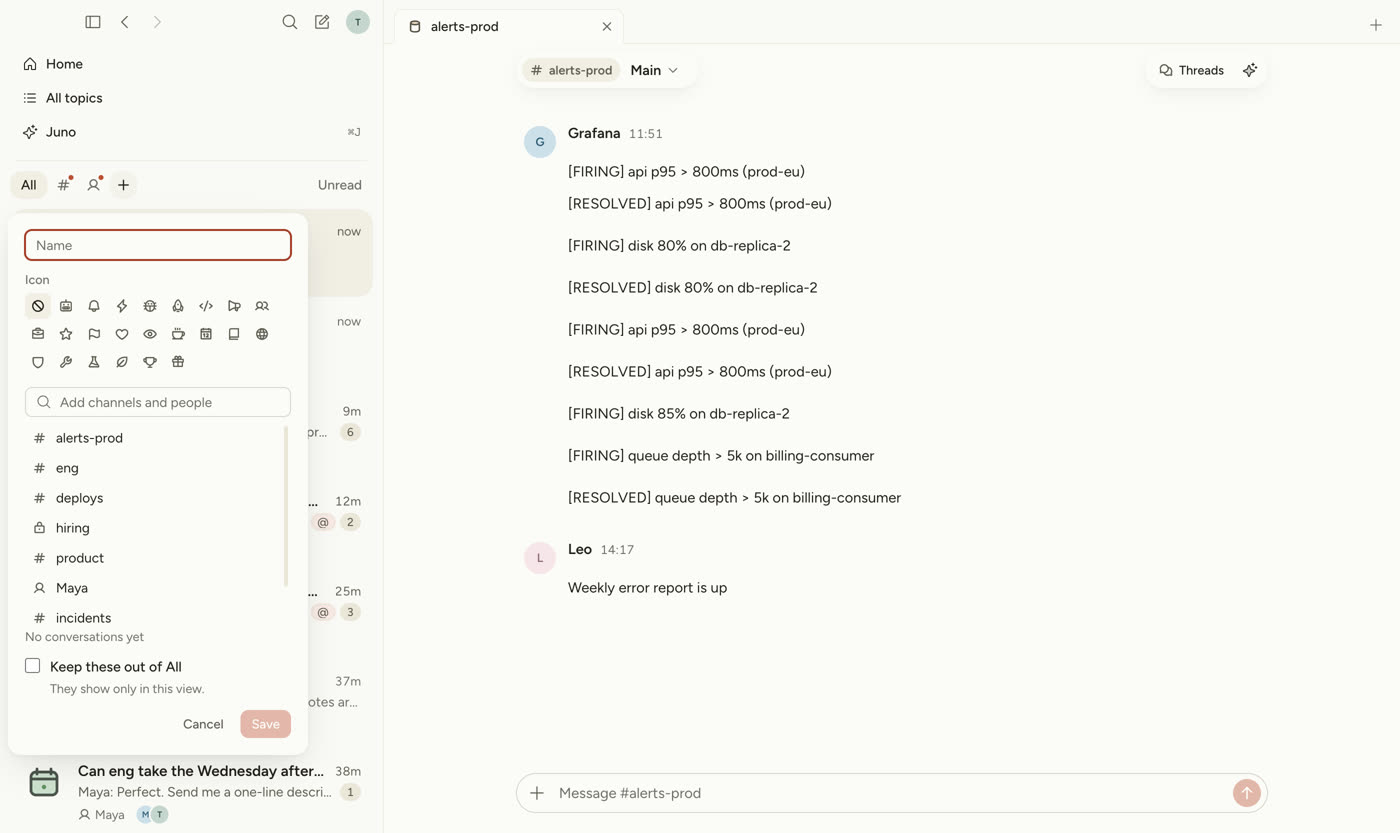 T
alerts-prod
Home
All topics
Juno
⌘J
All
Unread
now
Name
Icon
12
now
Add channels and people
9m
pr...
6
# alerts-prod
# eng
# deploys
hiring
# product
Maya
# incidents
No conversations yet
... 12m
@ 2
... 25m
@ 3
37m
otes ar...
Keep these out of All
They show only in this view.
Cancel
Save
Can eng take the Wednesday after... 38m
Maya: Perfect. Send me a one-line descri... 1
Maya
M T
# alerts-prod Main
Threads
G
Grafana 11:51
[FIRING] api p95 > 800ms (prod-eu)
[RESOLVED] api p95 > 800ms (prod-eu)
[FIRING] disk 80% on db-replica-2
[RESOLVED] disk 80% on db-replica-2
[FIRING] api p95 > 800ms (prod-eu)
[RESOLVED] api p95 > 800ms (prod-eu)
[FIRING] disk 85% on db-replica-2
[FIRING] queue depth > 5k on billing-consumer
[RESOLVED] queue depth > 5k on billing-consumer
L
Leo 14:17
Weekly error report is up
Message #alerts-prod